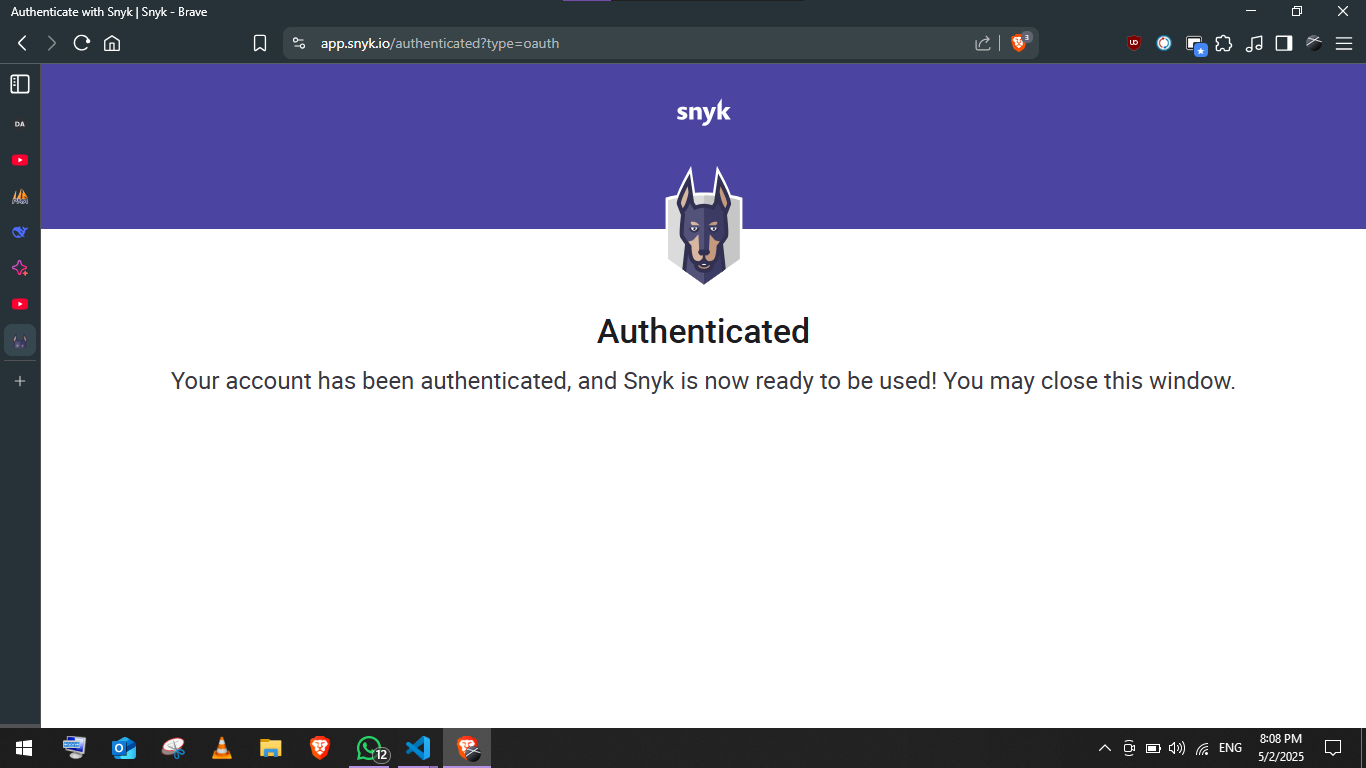 Authenticate with Snyk | Snyk - Brave
app.snyk.io/authenticated?type=oauth
3
UD
DA
snyk
Authenticated
Your account has been authenticated, and Snyk is now ready to be used! You may close this window.
12
ENG
8:08 PM
5/2/2025